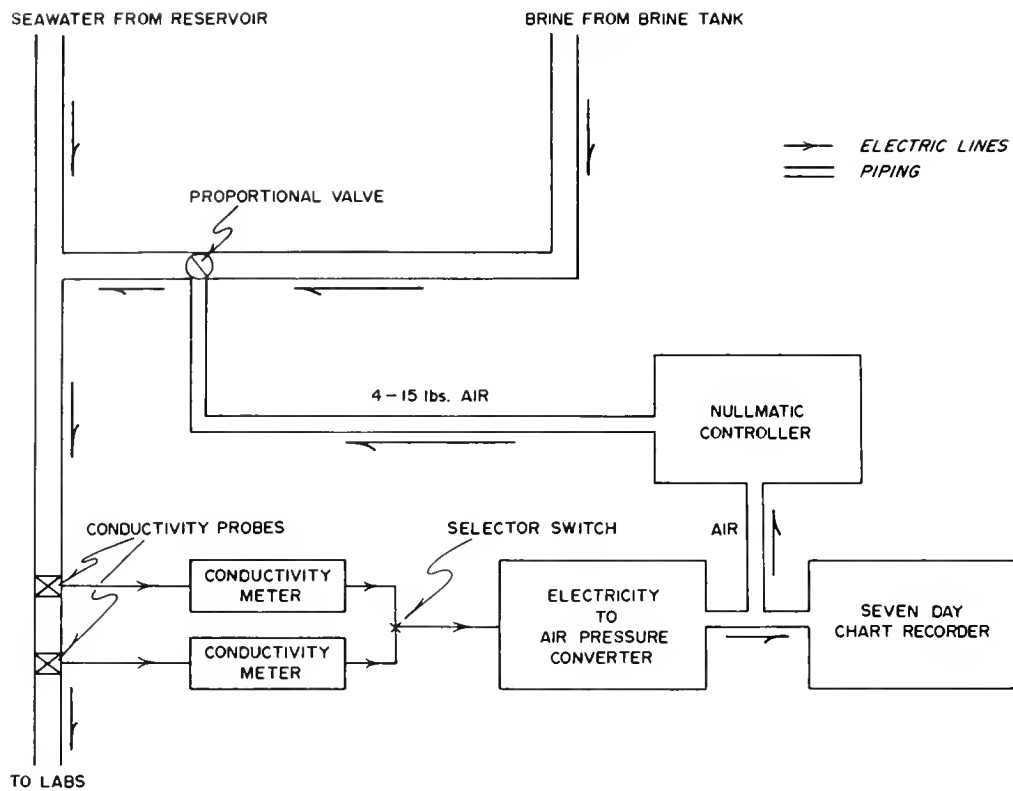 SEAWATER FROM RESERVOIR
BRINE FROM BRINE TANK
ELECTRIC LINES
PIPING
PROPORTIONAL VALVE
4-15 lbs. AIR
NULLMATIC
CONTROLLER
AIR
CONDUCTIVITY PROBES
SELECTOR SWITCH
CONDUCTIVITY
METER
CONDUCTIVITY
METER
ELECTRICITY
TO
AIR PRESSURE
CONVERTER
SEVEN DAY
CHART RECORDER
TO LABS